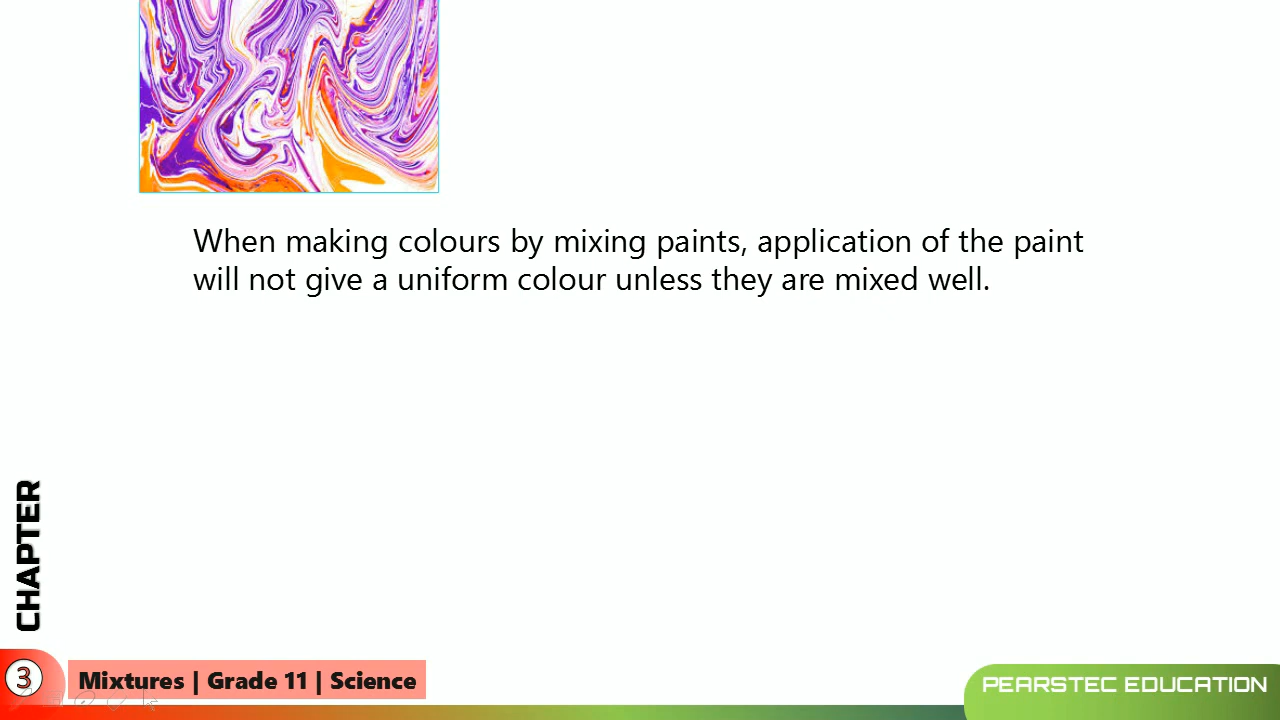 When making colours by mixing paints, application of the paint
will not give a uniform colour unless they are mixed well.
CHAPTER
3
Mixtures | Grade 11 | Science
PEARSTEC EDUCATION